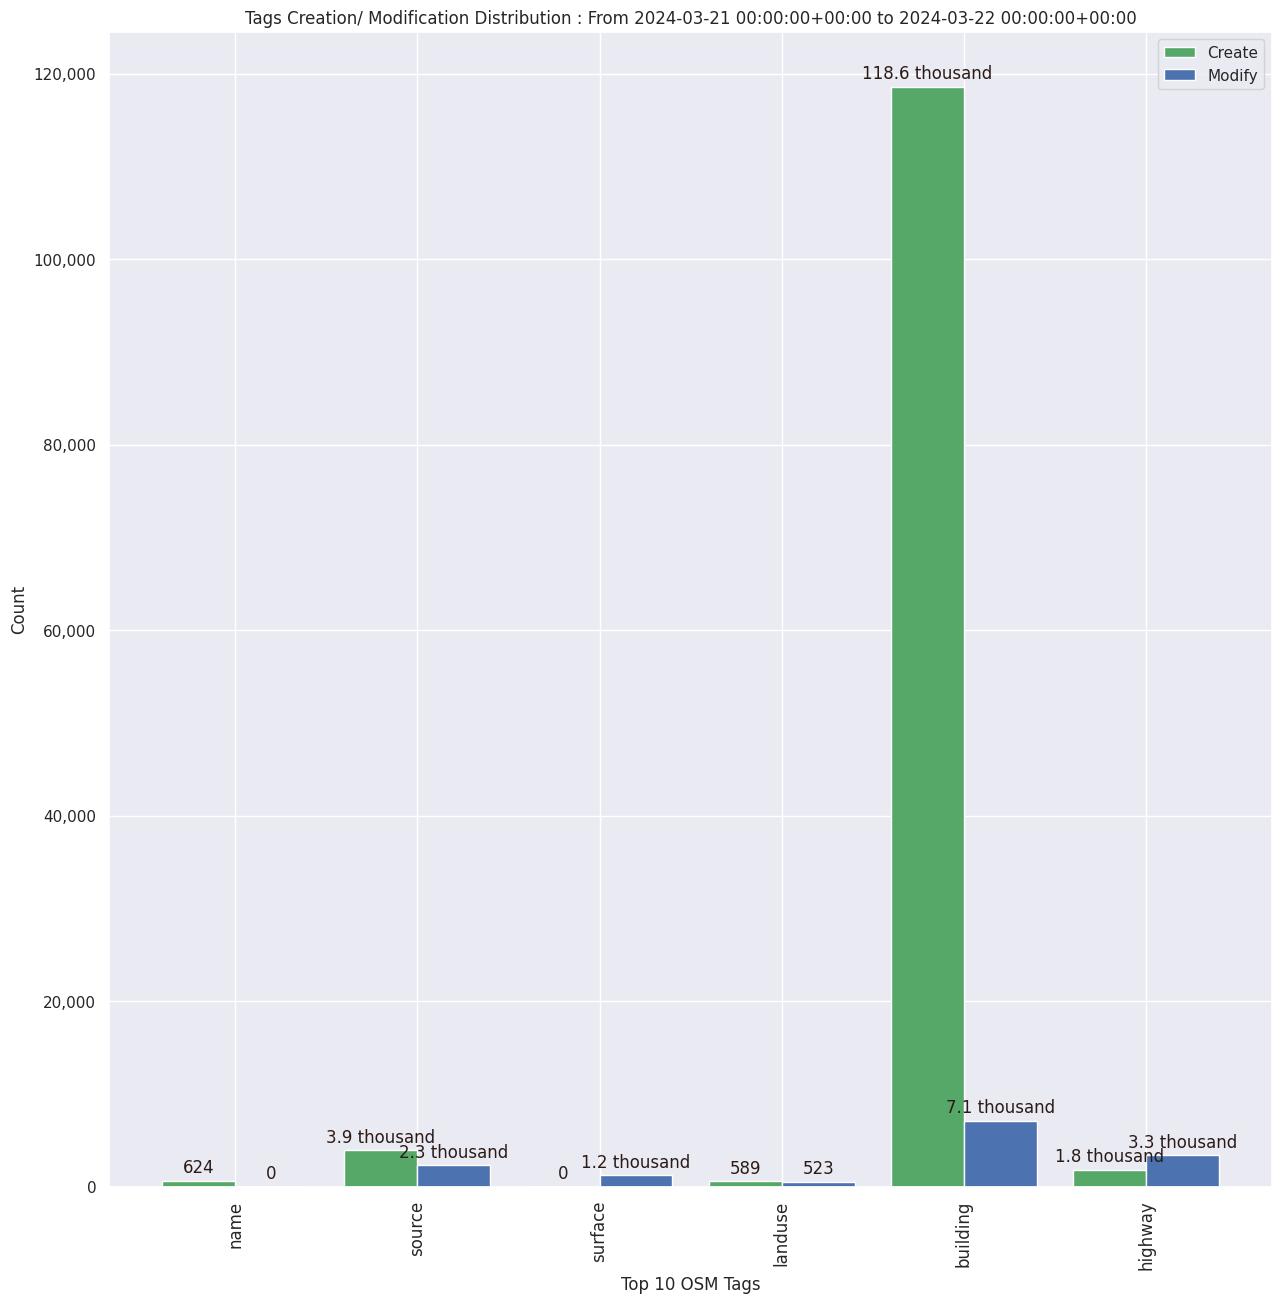 Tags Creation/ Modification Distribution : From 2024-03-21 00:00:00+00:00 to 2024-03-22 00:00:00+00:00
Create
Modify
120,000
100,000
80,000
60,000
40,000
20,000
0
Count
118.6 thousand
7.1 thousand
3.9 thousand
2.3 thousand
3.3 thousand
1.8 thousand
1.2 thousand
624
0
0
589
523
name
source
surface
landuse
building
highway
Top 10 OSM Tags